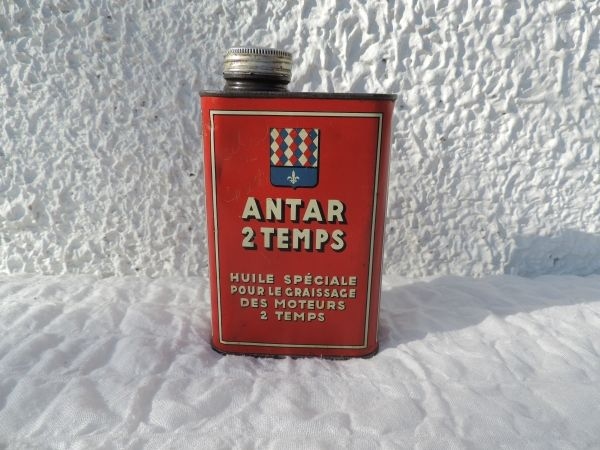 ANTAR
2 TEMPS
HUILE SPÉCIALE
POUR LE GRAISSAGE
DES MOTEURS
2 TEMPS